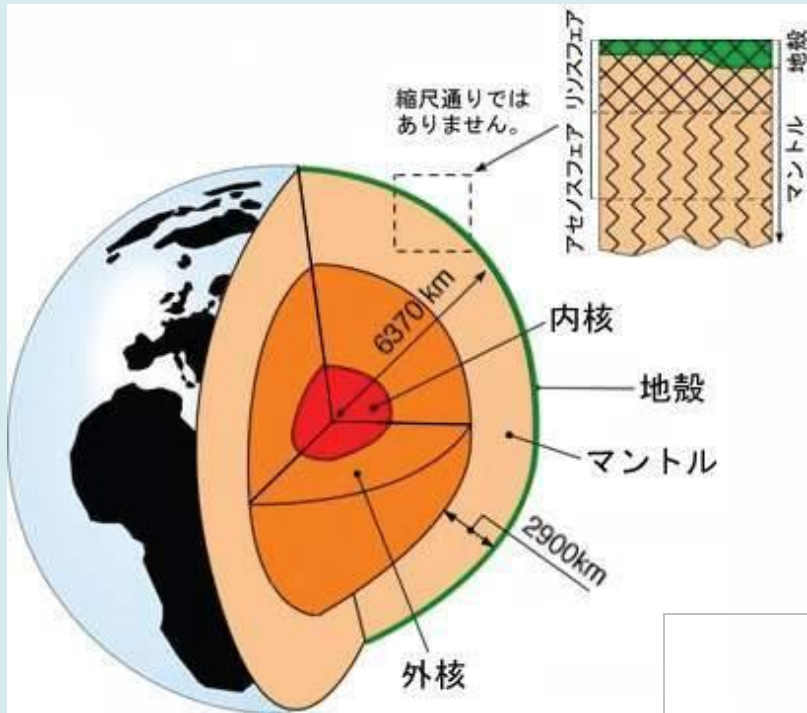 リソスフェア
アセノスフェア
地殻
マントル
縮尺通りでは
ありません。
6370 km
内核
地殻
マントル
2900km
外核